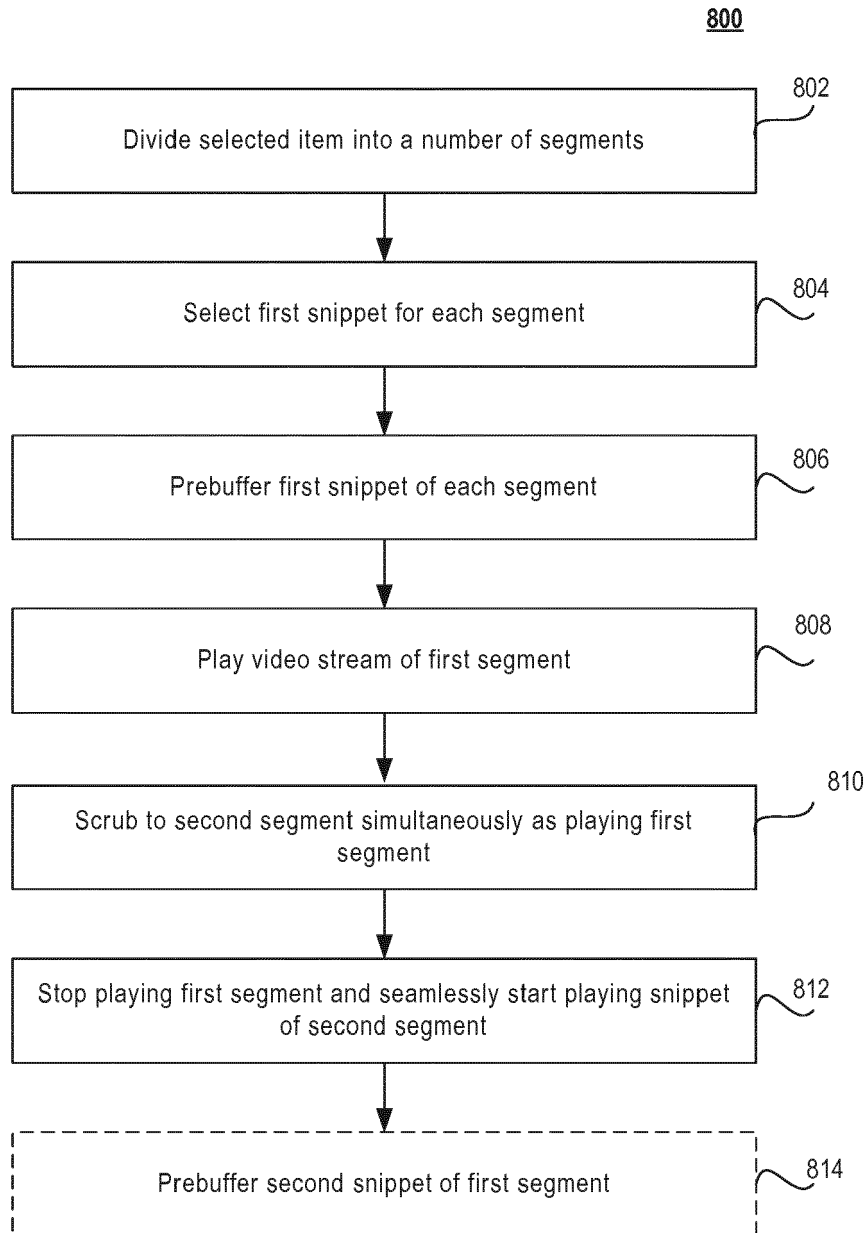 800
802
Divide selected item into a number of segments
804
Select first snippet for each segment
806
Prebuffer first snippet of each segment
808
Play video stream of first segment
810
Scrub to second segment simultaneously as playing first
segment
812
Stop playing first segment and seamlessly start playing snippet
of second segment
814
Prebuffer second snippet of first segment